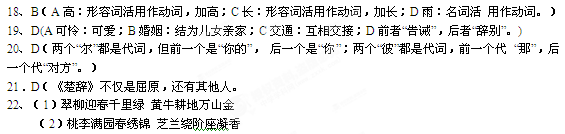 18、B（A 高：形容词活用作动词，加高；C 长：形容词活用作动词，加长；D 雨：名词活 用作动词。）
19、D(A 可怜：可爱；B 婚姻：结为儿女亲家；C 交通：互相交接；D 前者“告诫”，后者“辞别”。）
20、D（两个“尔”都是代词，但前一个是“你的”， 后一个是“你”；两个“彼”都是代词，前一个代 “那”，后
一个代“对方”。）
21．D（《楚辞》不仅是屈原，还有其他人。
22、（1）翠柳迎春千里绿 黄牛耕地万山金
（2）桃李满园春绣锦 芝兰绕阶座凝香